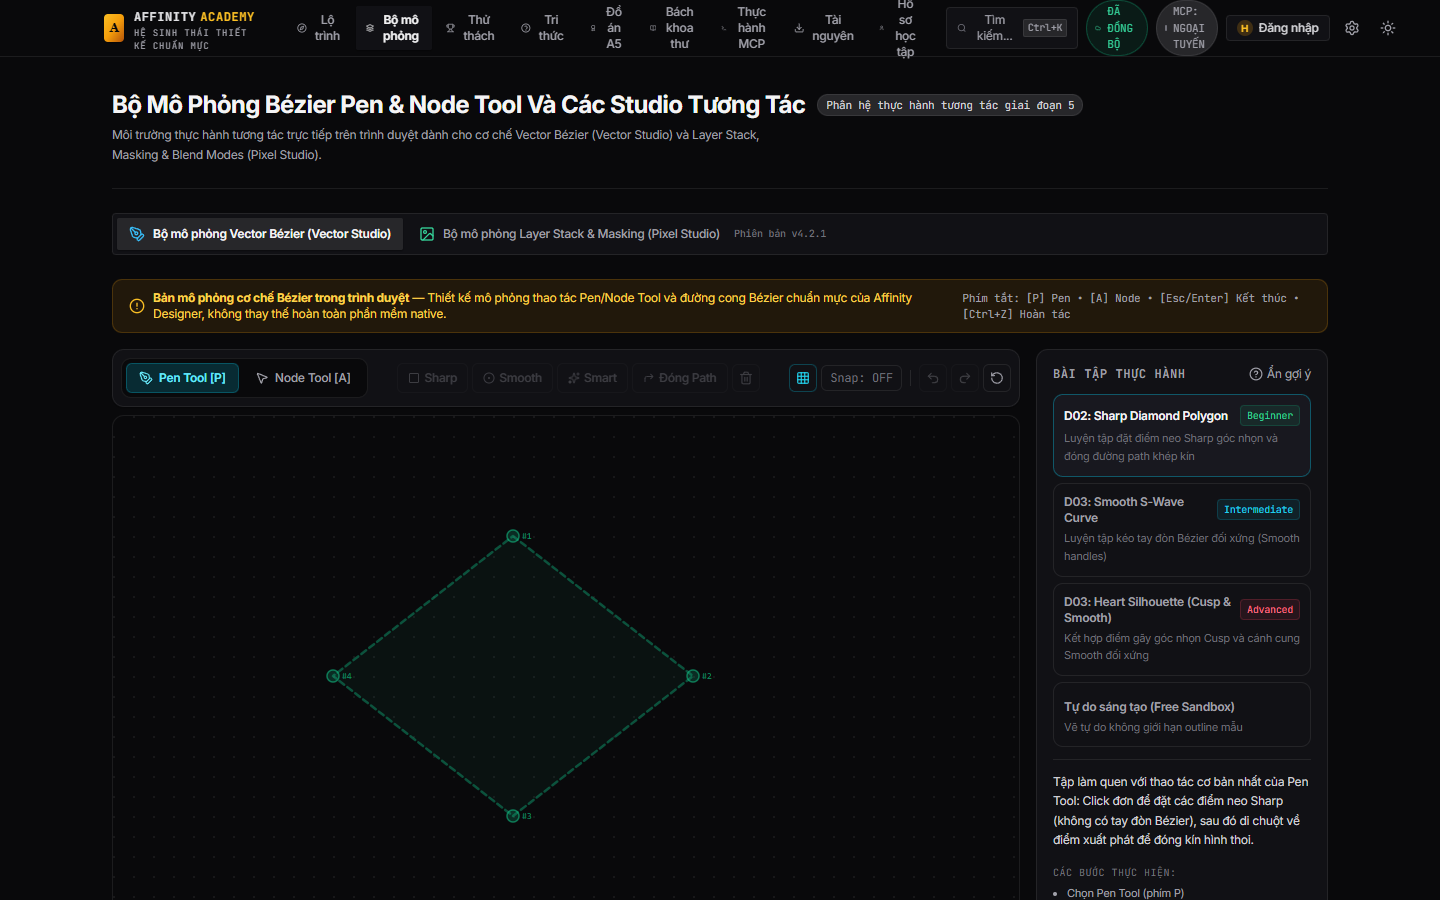 AFFINITY ACADEMY
HỆ SINH THÁI THIẾT
KẾ CHUẨN MỰC
Lộ
trình
Bộ mô
phỏng
Thử
thách
Tri
thức
Đồ
án
A5
Bách
khoa
thư
Thực
hành
MCP
Tài
nguyên
Hồ
sơ
học
tập
Tìm
kiếm...
Ctrl+K
ĐÃ
ĐỒNG
BỘ
MCP:
NGOẠI
TUYẾN
H
Đăng nhập
Bộ Mô Phỏng Bézier Pen & Node Tool Và Các Studio Tương Tác
Phân hệ thực hành tương tác giai đoạn 5
Môi trường thực hành tương tác trực tiếp trên trình duyệt dành cho cơ chế Vector Bézier (Vector Studio) và Layer Stack,
Masking & Blend Modes (Pixel Studio).
Bộ mô phỏng Vector Bézier (Vector Studio)
Bộ mô phỏng Layer Stack & Masking (Pixel Studio)
Phiên bản v4.2.1
Bản mô phỏng cơ chế Bézier trong trình duyệt — Thiết kế mô phỏng thao tác Pen/Node Tool và đường cong Bézier chuẩn mực của Affinity
Designer, không thay thế hoàn toàn phần mềm native.
Phím tắt: [P] Pen • [A] Node • [Esc/Enter] Kết thúc •
[Ctrl+Z] Hoàn tác
Pen Tool [P]
Node Tool [A]
Sharp
Smooth
Smart
Đóng Path
Snap: OFF
#1
#2
#3
#4
BÀI TẬP THỰC HÀNH
Ẩn gợi ý
D02: Sharp Diamond Polygon
Beginner
Luyện tập đặt điểm neo Sharp góc nhọn và
đóng đường path khép kín
D03: Smooth S-Wave
Curve
Intermediate
Luyện tập kéo tay đòn Bézier đối xứng (Smooth
handles)
D03: Heart Silhouette (Cusp &
Smooth)
Advanced
Kết hợp điểm gãy góc nhọn Cusp và cánh cung
Smooth đối xứng
Tự do sáng tạo (Free Sandbox)
Vẽ tự do không giới hạn outline mẫu
Tập làm quen với thao tác cơ bản nhất của Pen
Tool: Click đơn để đặt các điểm neo Sharp
(không có tay đòn Bézier), sau đó di chuột về
điểm xuất phát để đóng kín hình thoi.
CÁC BƯỚC THỰC HIỆN:
• Chọn Pen Tool (phím P)